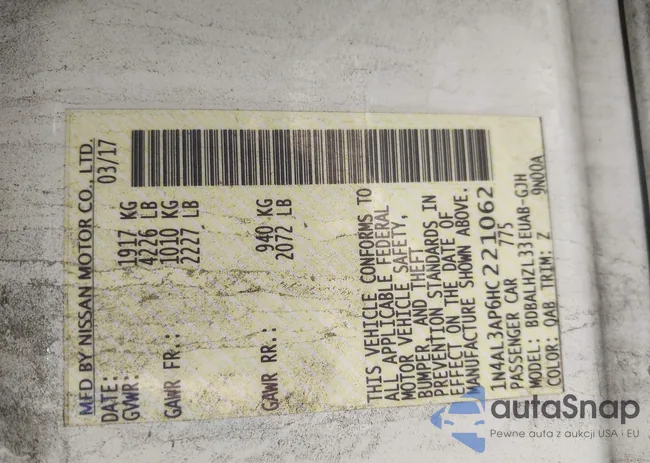 MFD BY NISSAN MOTOR CO., LTD.
DATE: 03/17
GVWR: 1917 KG
4226 LB
GAWR FR.: 1010 KG
2227 LB
GAWR RR.: 940 KG
2072 LB
THIS VEHICLE CONFORMS TO
ALL APPLICABLE FEDERAL
MOTOR VEHICLE SAFETY,
BUMPER, AND THEFT
PREVENTION STANDARDS IN
EFFECT ON THE DATE OF
MANUFACTURE SHOWN ABOVE.
1N4AL3APGHC221062
PASSENGER CAR 775
MODEL: BDBALHZL33EUAB-GJH
COLOR: QAB TRIM: Z 9N00A
autaSnap
Pewne auta z aukcji USA i EU